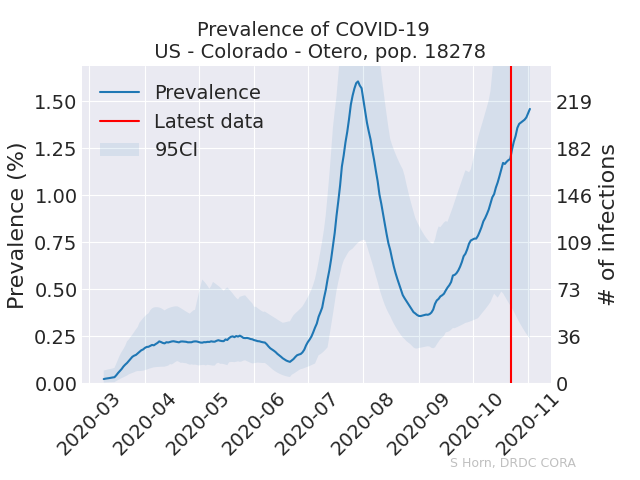 Prevalence of COVID-19
US - Colorado - Otero, pop. 18278
Prevalence
Latest data
95CI
Prevalence (%)
1.50
1.25
1.00
0.75
0.50
0.25
0.00
219
182
146
109
73
36
0
# of infections
2020-03
2020-04
2020-05
2020-06
2020-07
2020-08
2020-09
2020-10
2020-11
S Horn, DRDC CORA